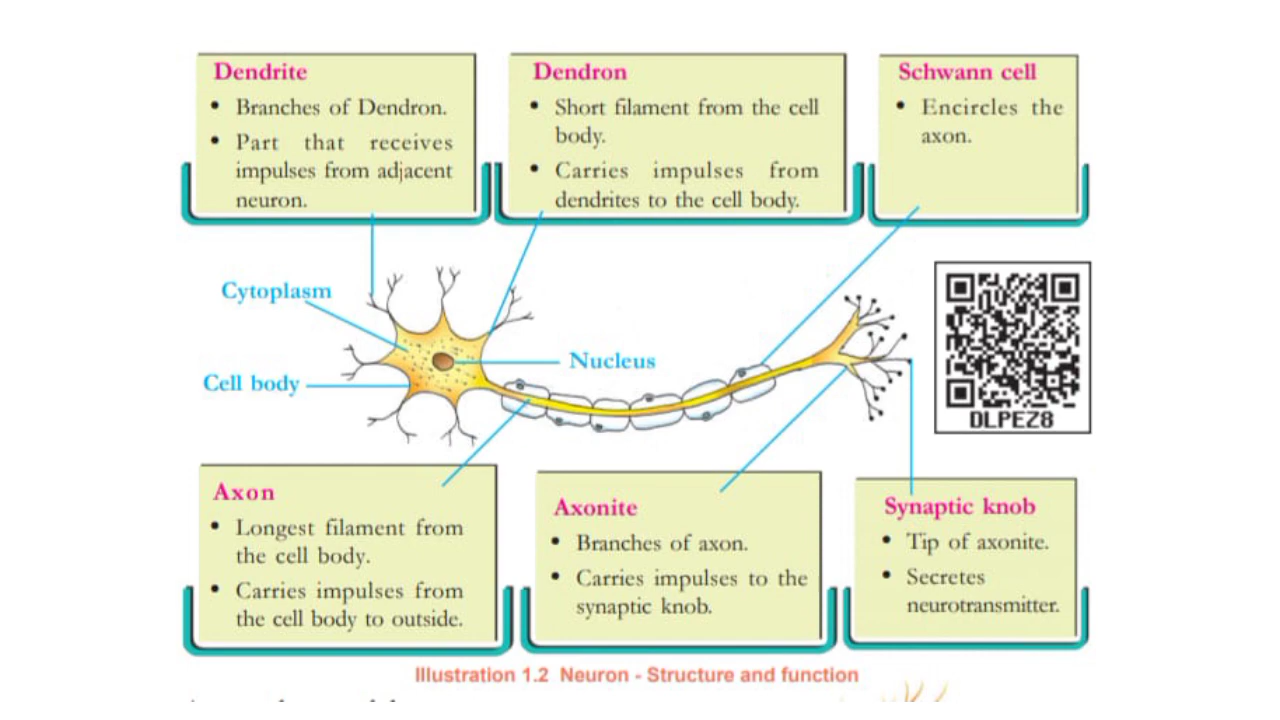 Dendrite
• Branches of Dendron.
• Part that receives
impulses from adjacent
neuron.
Dendron
• Short filament from the cell
body.
• Carries impulses from
dendrites to the cell body.
Schwann cell
• Encircles the
axon.
Cytoplasm
Nucleus
Cell body
DLPEZ8
Axon
• Longest filament from
the cell body.
• Carries impulses from
the cell body to outside.
Axonite
• Branches of axon.
• Carries impulses to the
synaptic knob.
Synaptic knob
• Tip of axonite.
• Secretes
neurotransmitter.
Illustration 1.2 Neuron - Structure and function